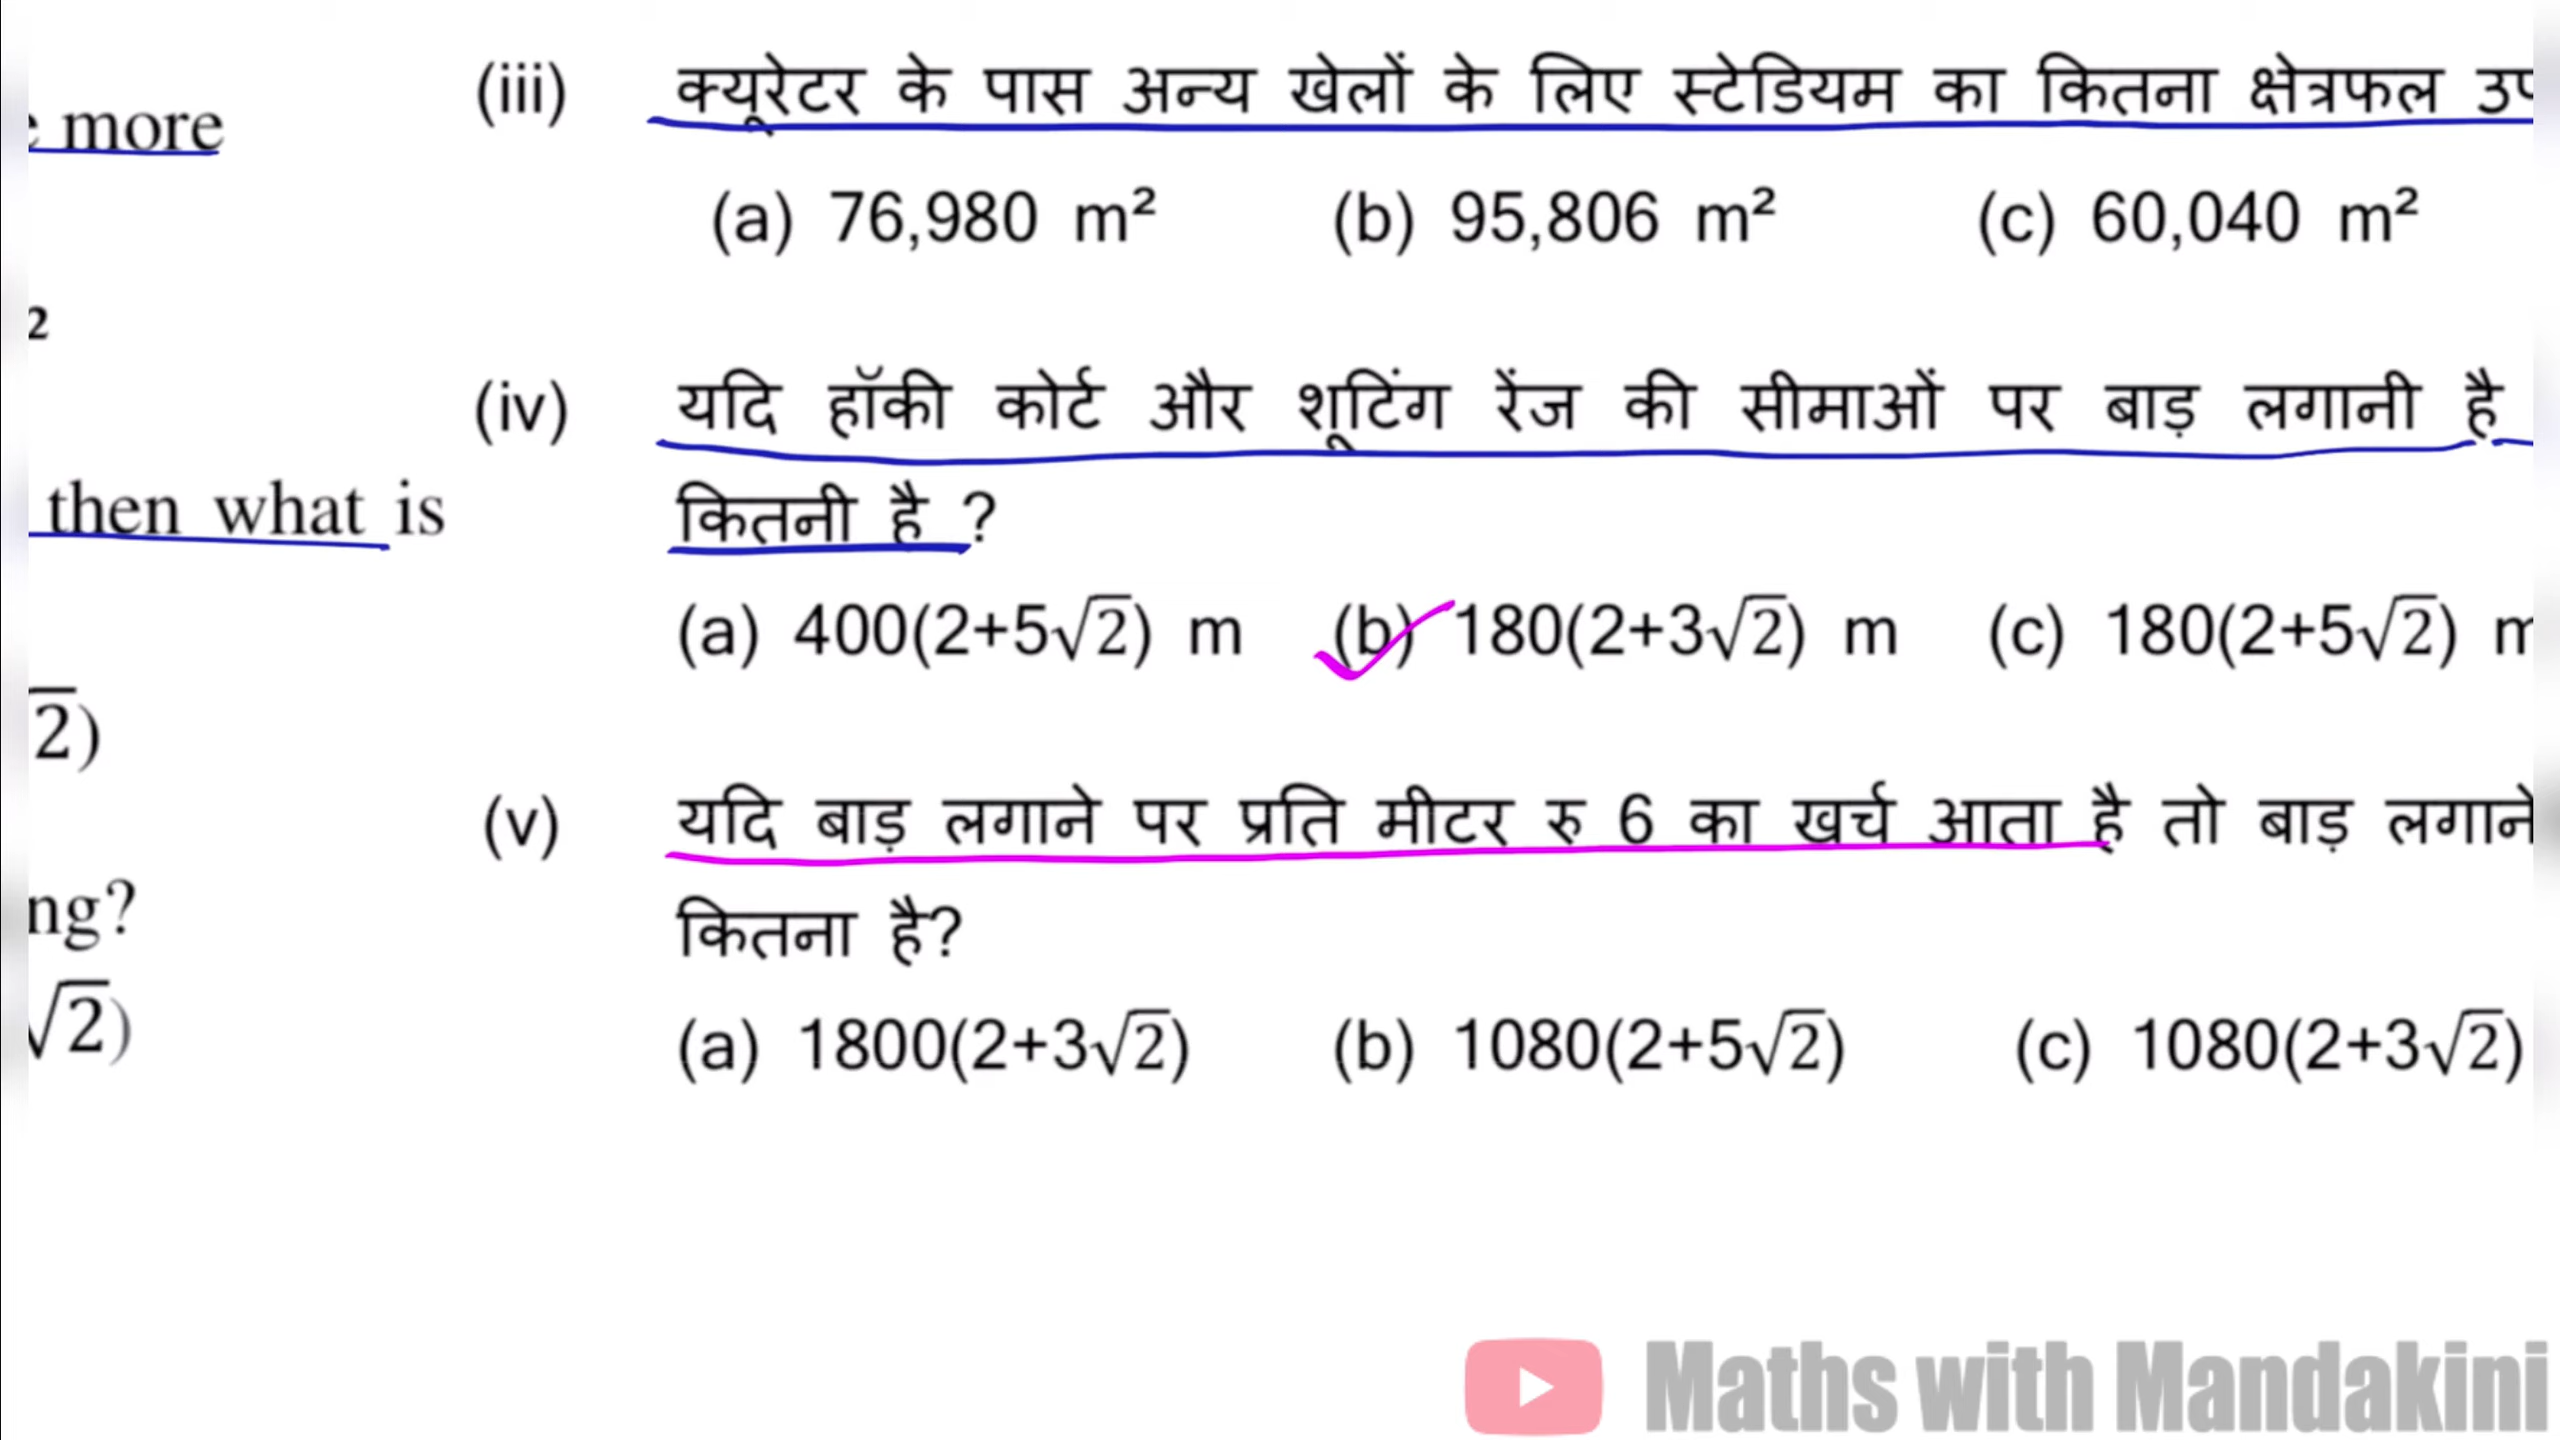 (iii) क्यूरेटर के पास अन्य खेलों के लिए स्टेडियम का कितना क्षेत्रफल
more
(a) 76,980 m² (b) 95,806 m² (c) 60,040 m²
2
(iv) यदि हॉकी कोर्ट और शूटिंग रेंज की सीमाओं पर बाड़ लगानी है
then what is
कितनी है ?
(a) 400(2+5√2) m (b) 180(2+3√2) m (c) 180(2+5√2) m
2)
(v) यदि बाड़ लगाने पर प्रति मीटर रु 6 का खर्च आता है तो बाड़ लगाने
ng?
कितना है?
√2)
(a) 1800(2+3√2) (b) 1080(2+5√2) (c) 1080(2+3√2)
Maths with Mandakini